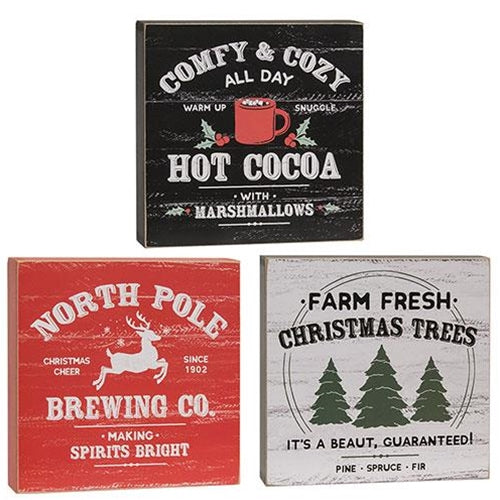 COMFY & COZY
ALL DAY
WARM UP SNUGGLE
HOT COCOA
• WITH •
MARSHMALLOWS
NORTH POLE
CHRISTMAS CHEER
SINCE 1902
BREWING CO.
• MAKING •
SPIRITS BRIGHT
• FARM FRESH •
CHRISTMAS TREES
IT'S A BEAUT, GUARANTEED!
PINE • SPRUCE • FIR